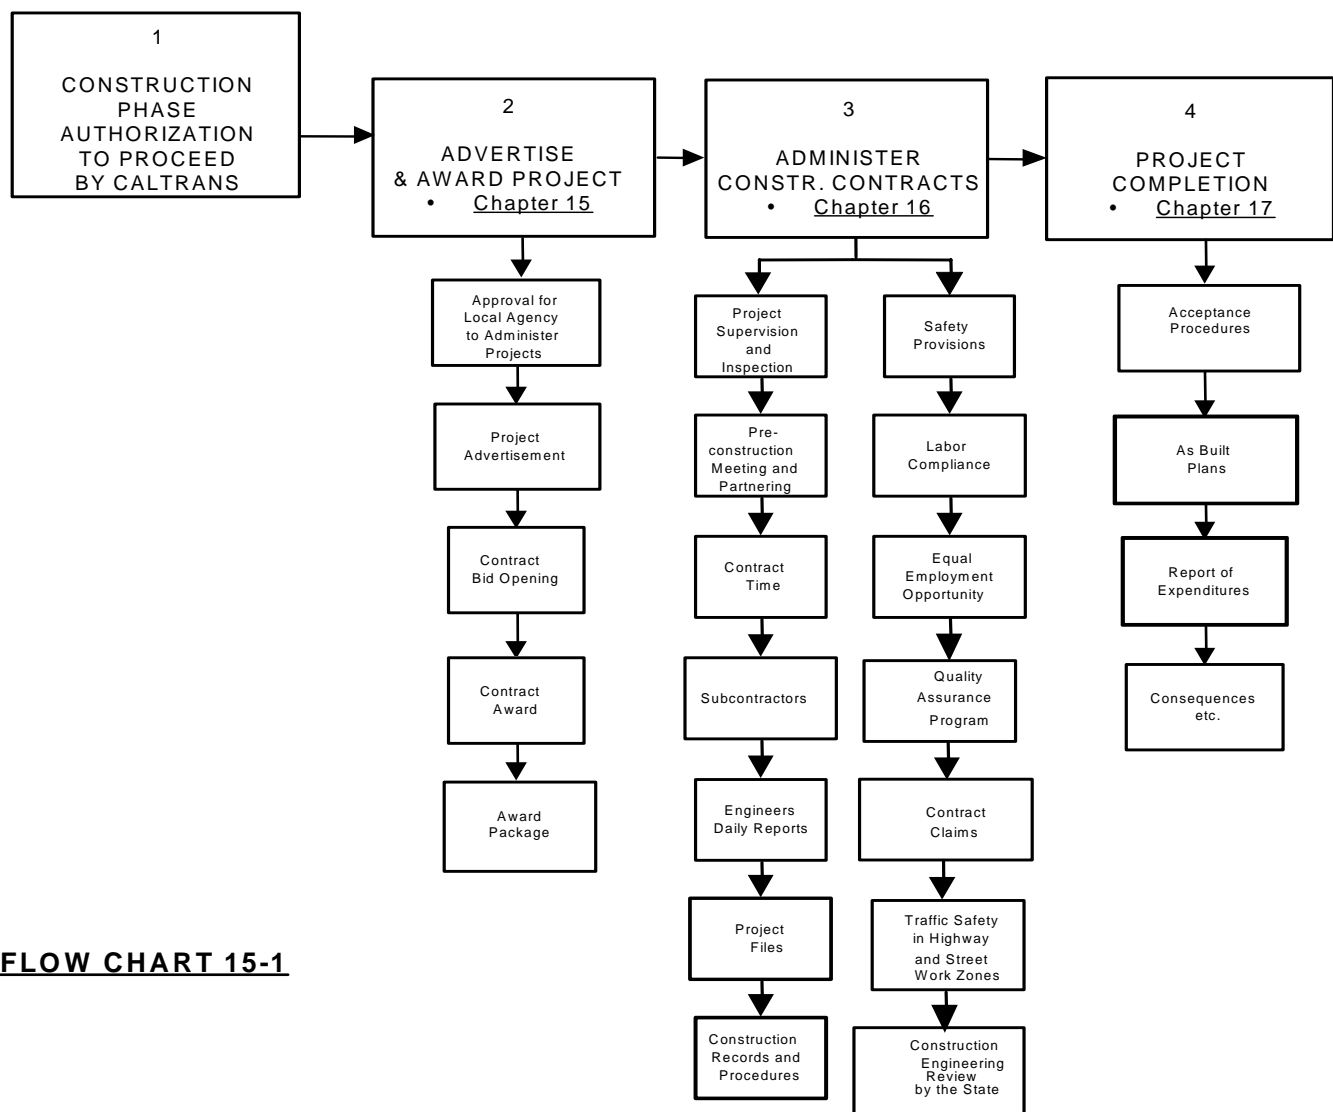 1
CONSTRUCTION
PHASE
AUTHORIZATION
TO PROCEED
BY CALTRANS
2
ADVERTISE
& AWARD PROJECT
• Chapter 15
3
ADMINISTER
CONSTR. CONTRACTS
• Chapter 16
4
PROJECT
COMPLETION
• Chapter 17
Approval for
Local Agency
to Administer
Projects
Project
Advertisement
Contract
Bid Opening
Contract
Award
Award
Package
Project
Supervision
and
Inspection
Pre-
construction
Meeting and
Partnering
Contract
Time
Subcontractors
Engineers
Daily Reports
Project
Files
Construction
Records and
Procedures
Safety
Provisions
Labor
Compliance
Equal
Employment
Opportunity
Quality
Assurance
Program
Contract
Claims
Traffic Safety
in Highway
and Street
Work Zones
Construction
Engineering
Review
by the State
Acceptance
Procedures
As Built
Plans
Report of
Expenditures
Consequences
etc.
FLOW CHART 15-1